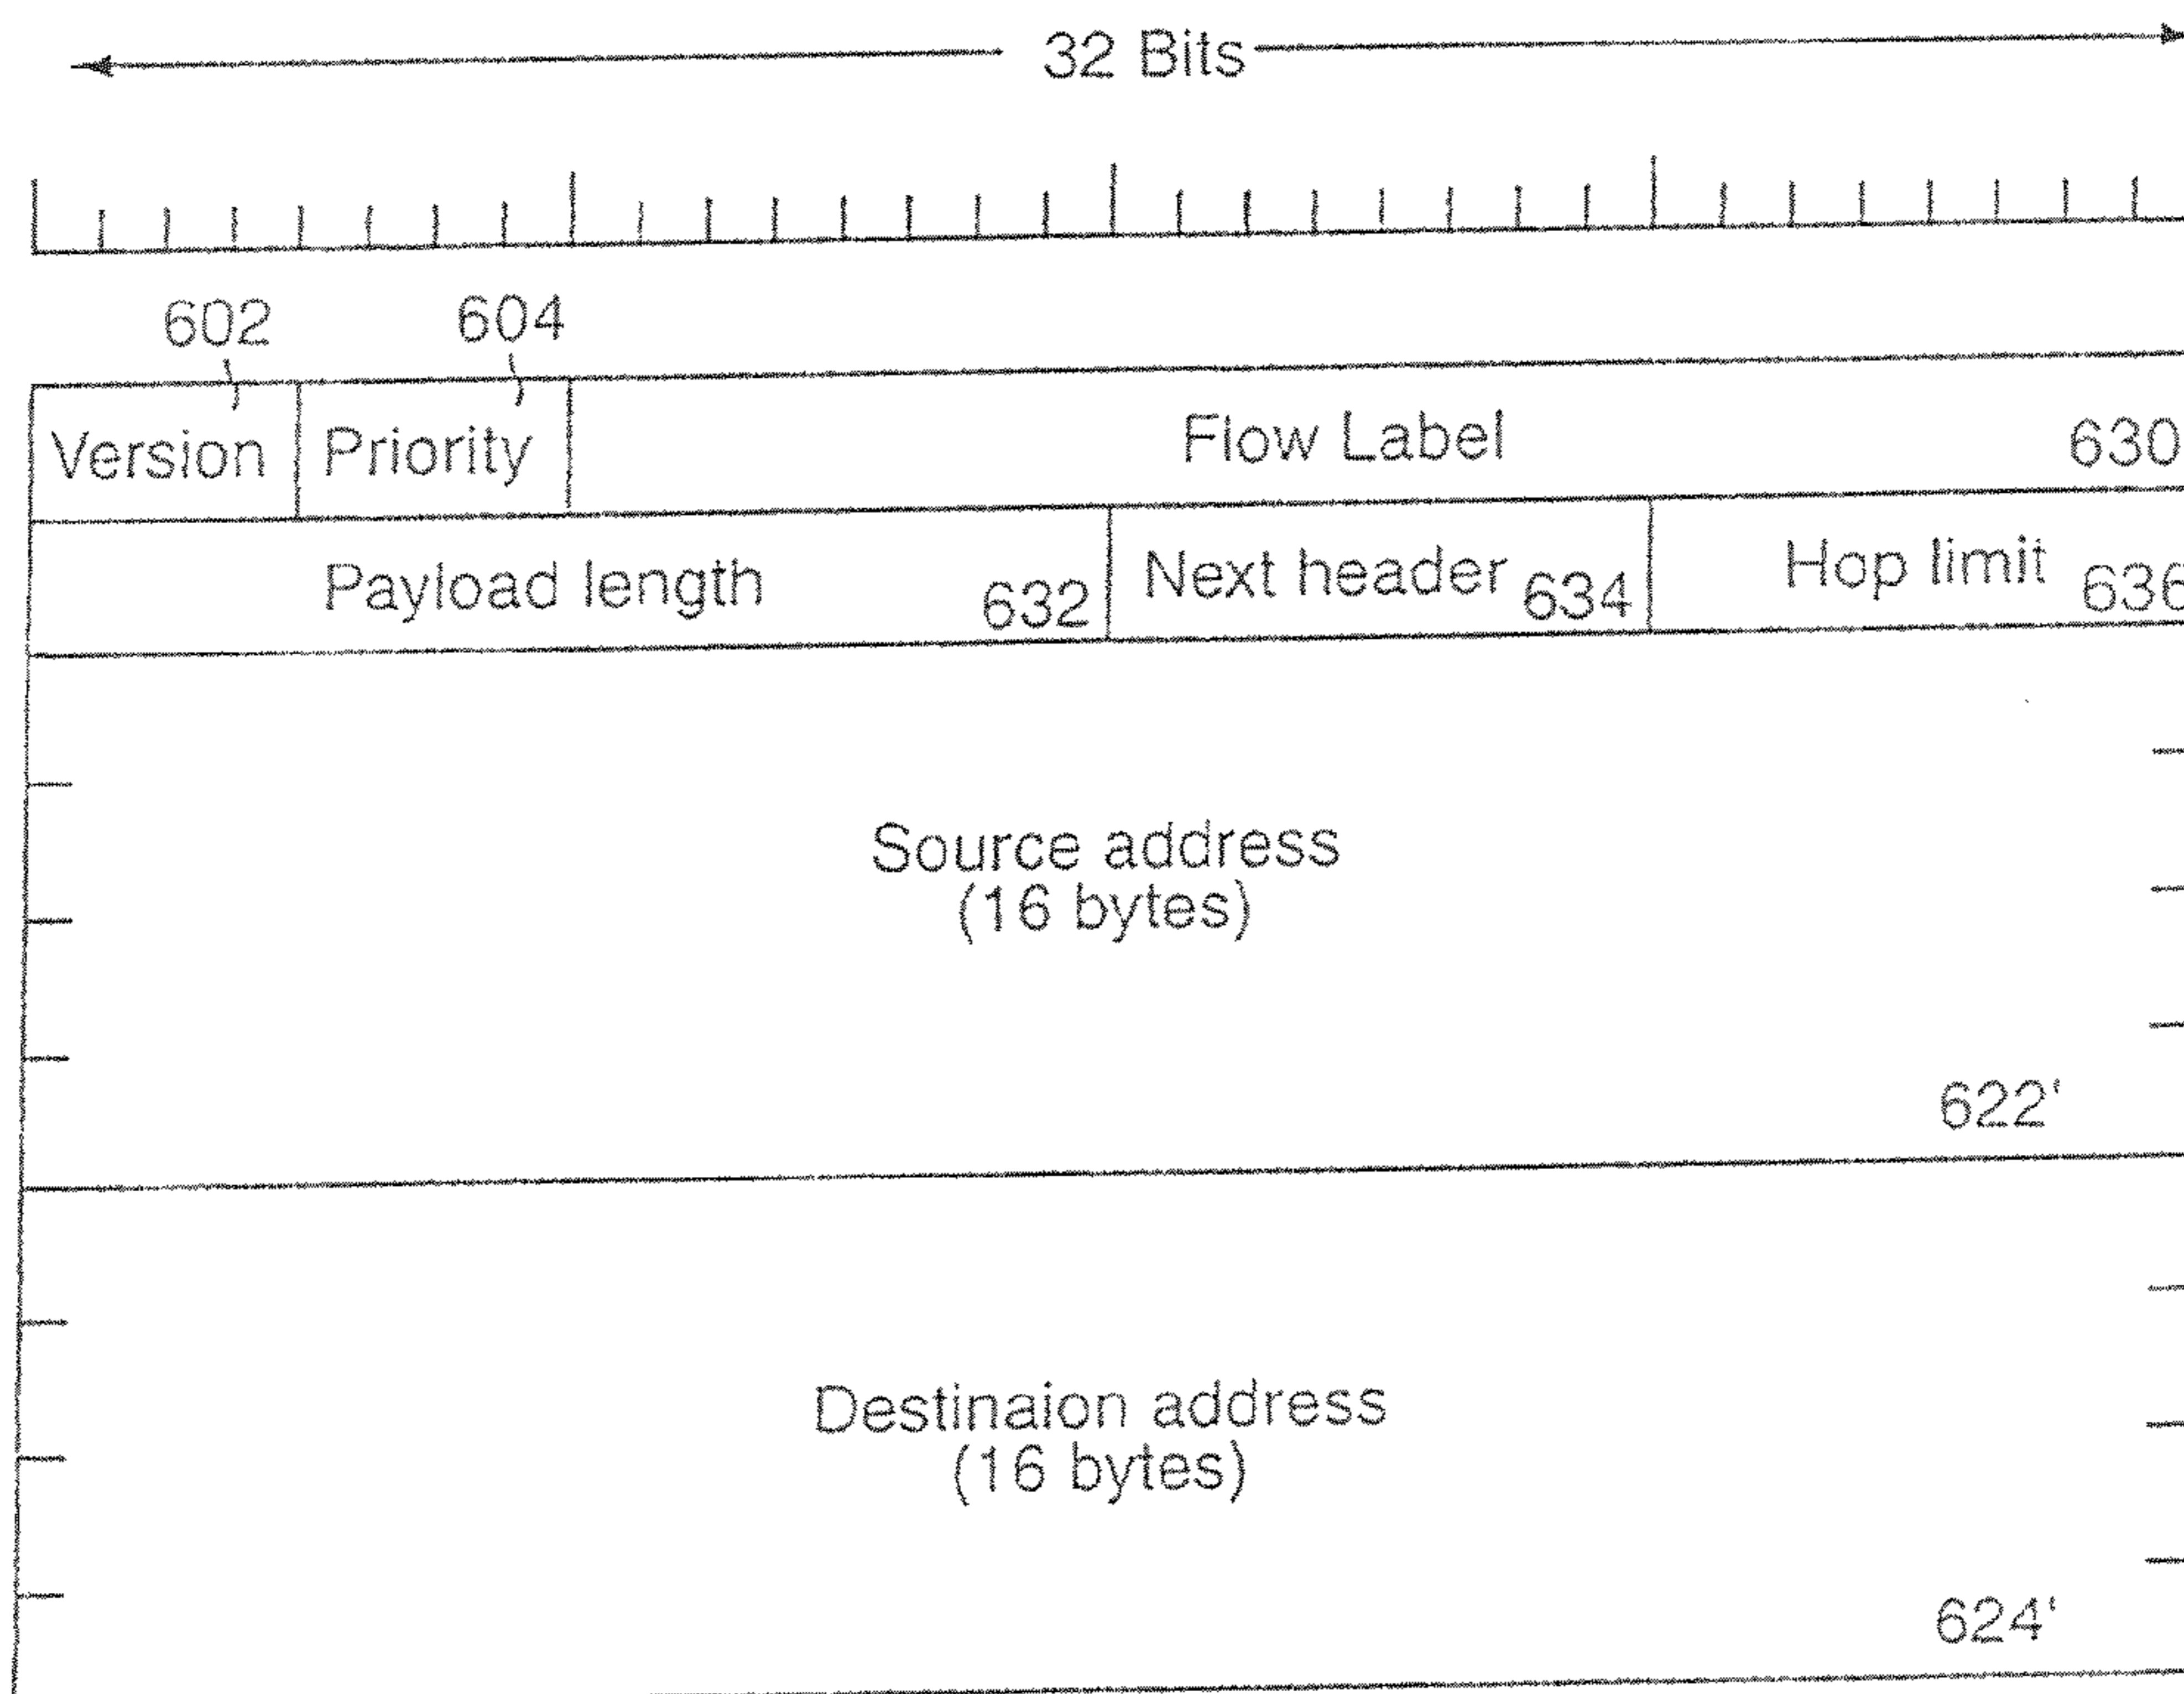 32 Bits
602 604
Version Priority Flow Label 630
Payload length 632 Next header 634 Hop limit 636
Source address
(16 bytes)
622'
Destinaion address
(16 bytes)
624'